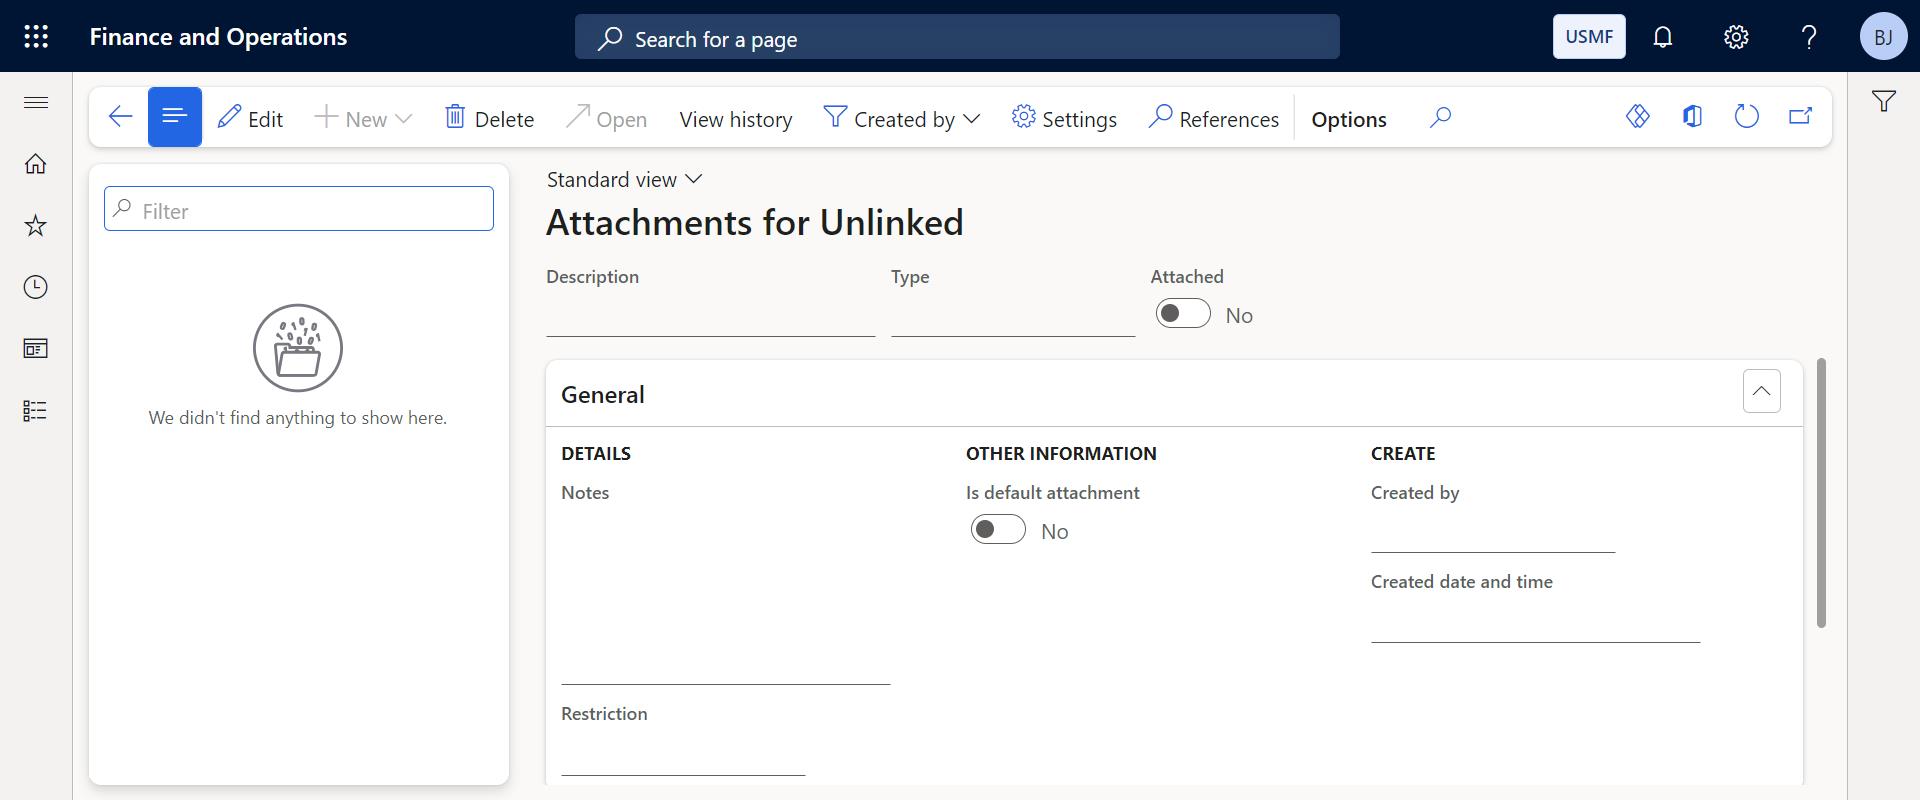 Finance and Operations
Search for a page
USMF
BJ
Edit
New
Delete
Open
View history
Created by
Settings
References
Options
Filter
We didn't find anything to show here.
Standard view
Attachments for Unlinked
Description
Type
Attached
No
General
DETAILS
Notes
Restriction
OTHER INFORMATION
Is default attachment
No
CREATE
Created by
Created date and time